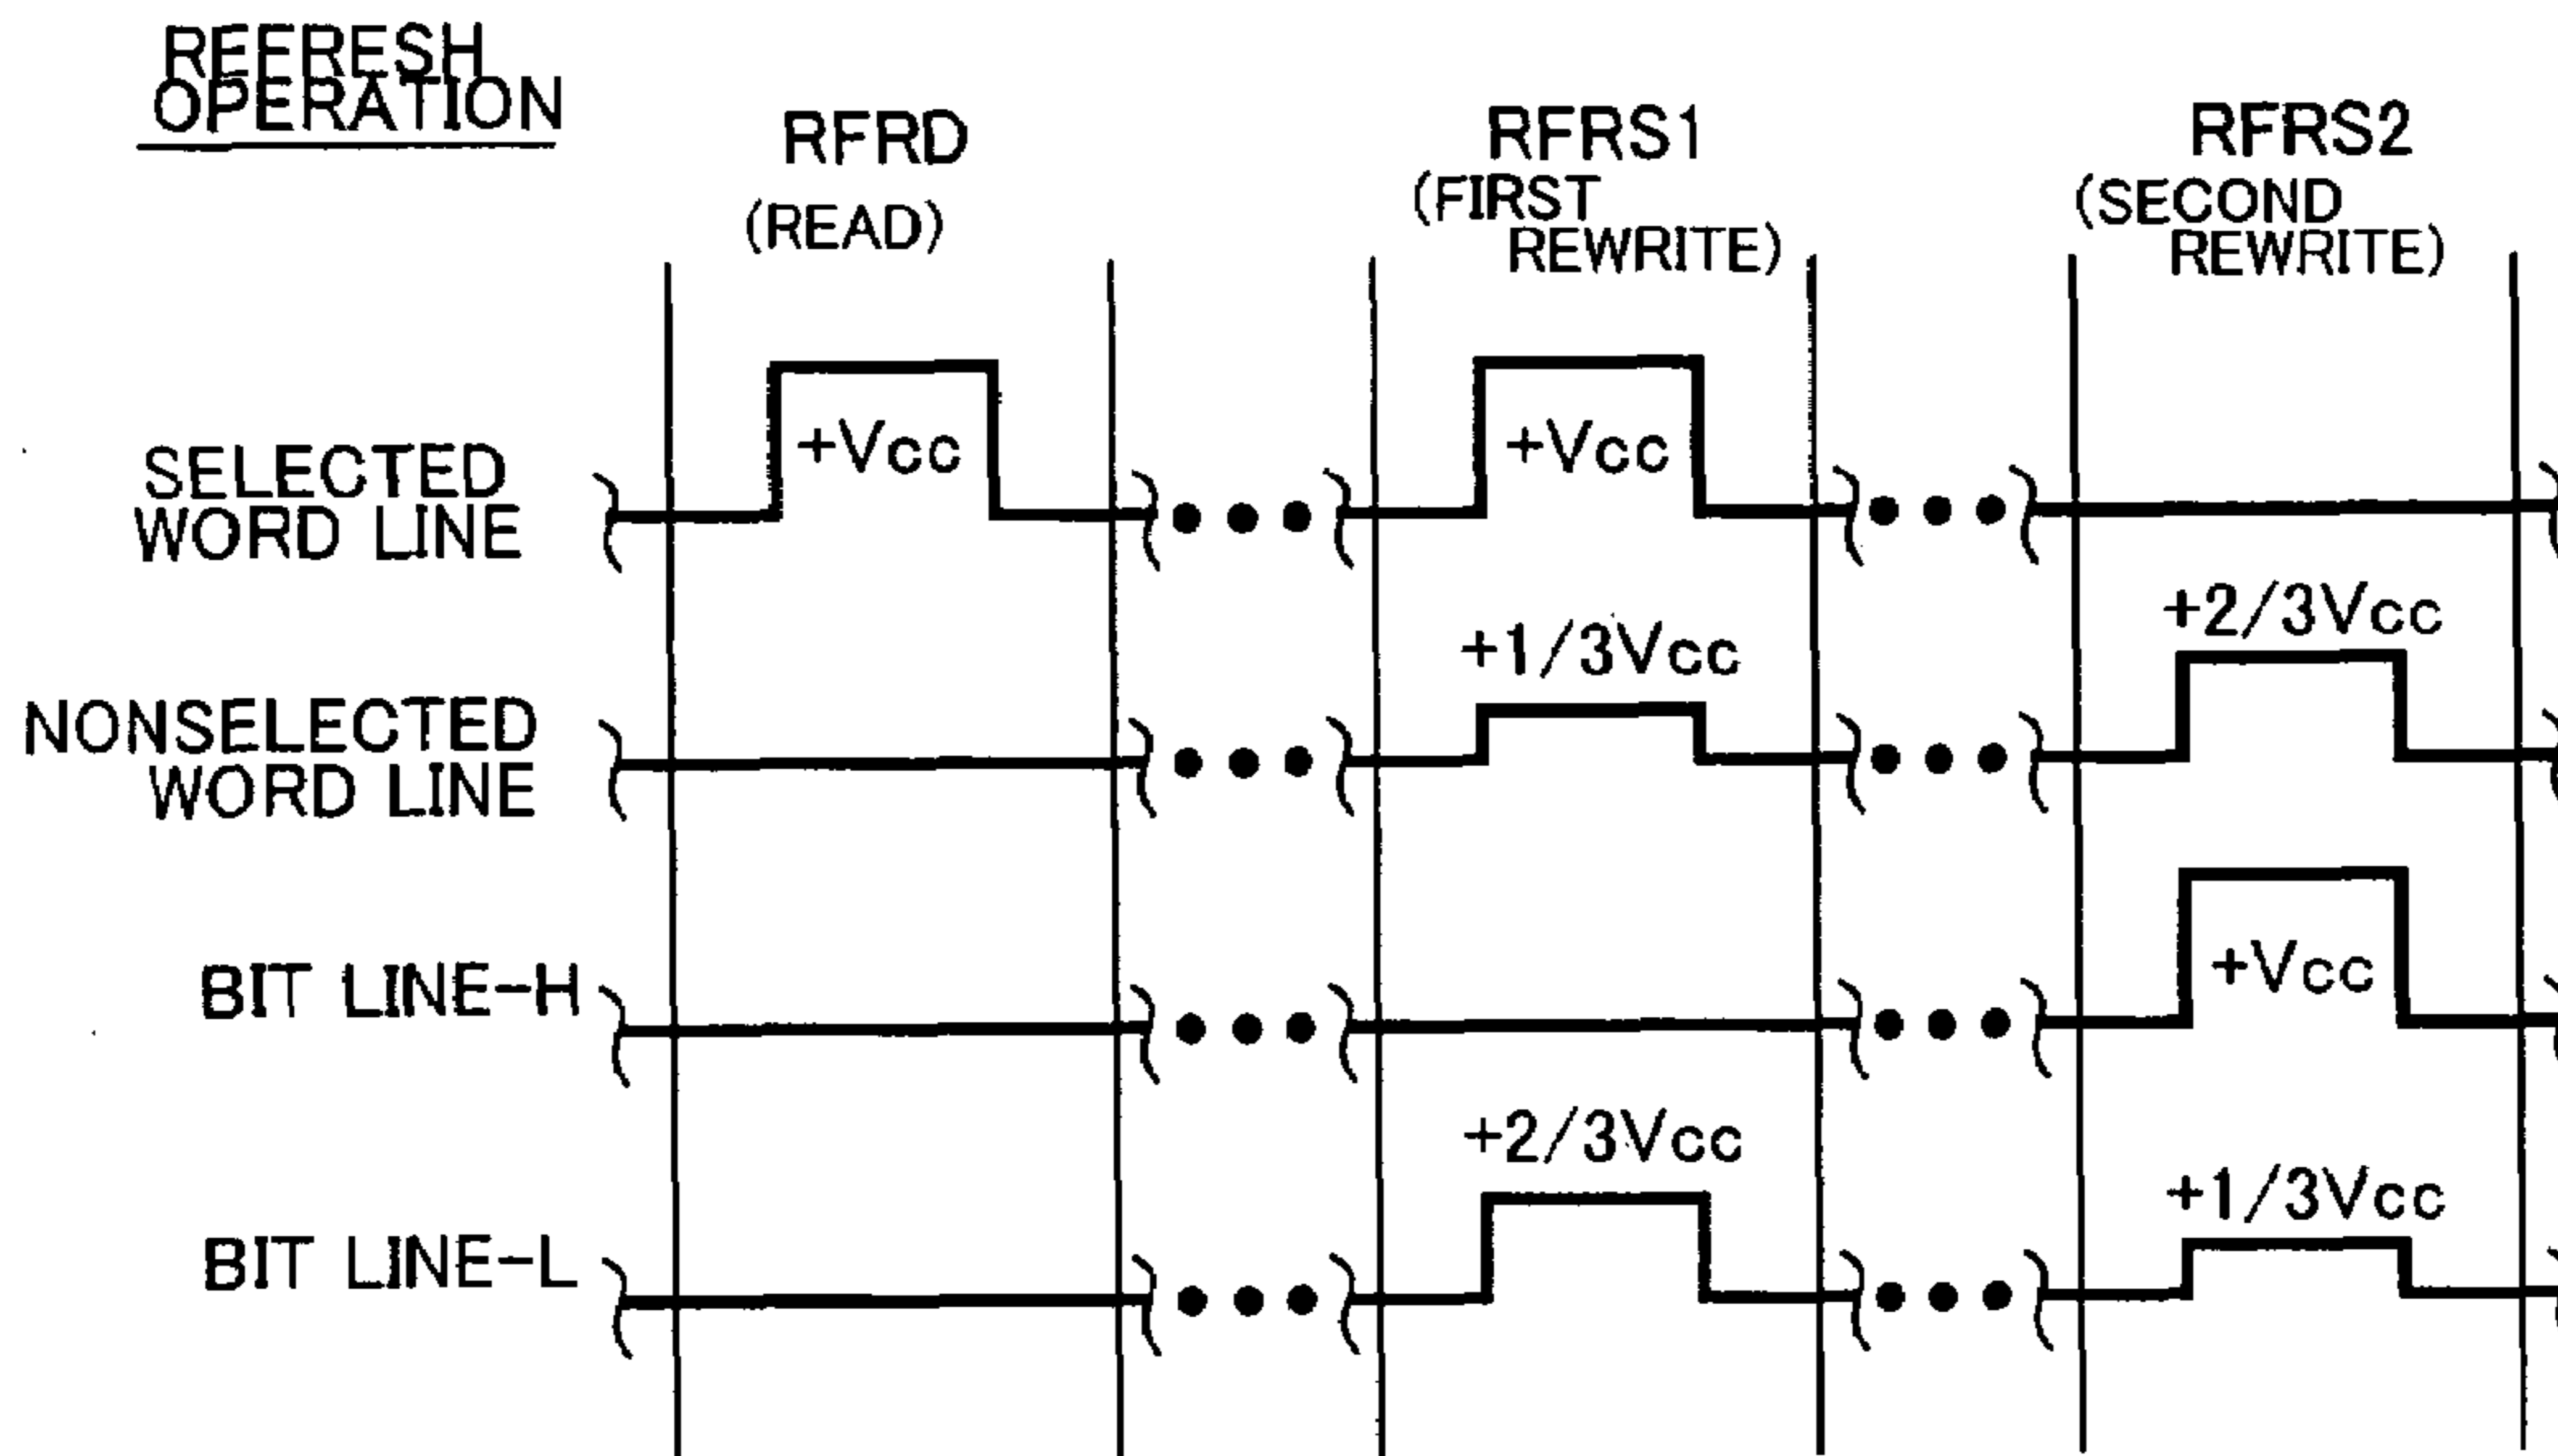 REFRESH
OPERATION
RFRD
(READ)
RFRS1
(FIRST
REWRITE)
RFRS2
(SECOND
REWRITE)
SELECTED
WORD LINE
+Vcc
+Vcc
NONSELECTED
WORD LINE
+1/3Vcc
+2/3Vcc
BIT LINE-H
+Vcc
BIT LINE-L
+2/3Vcc
+1/3Vcc